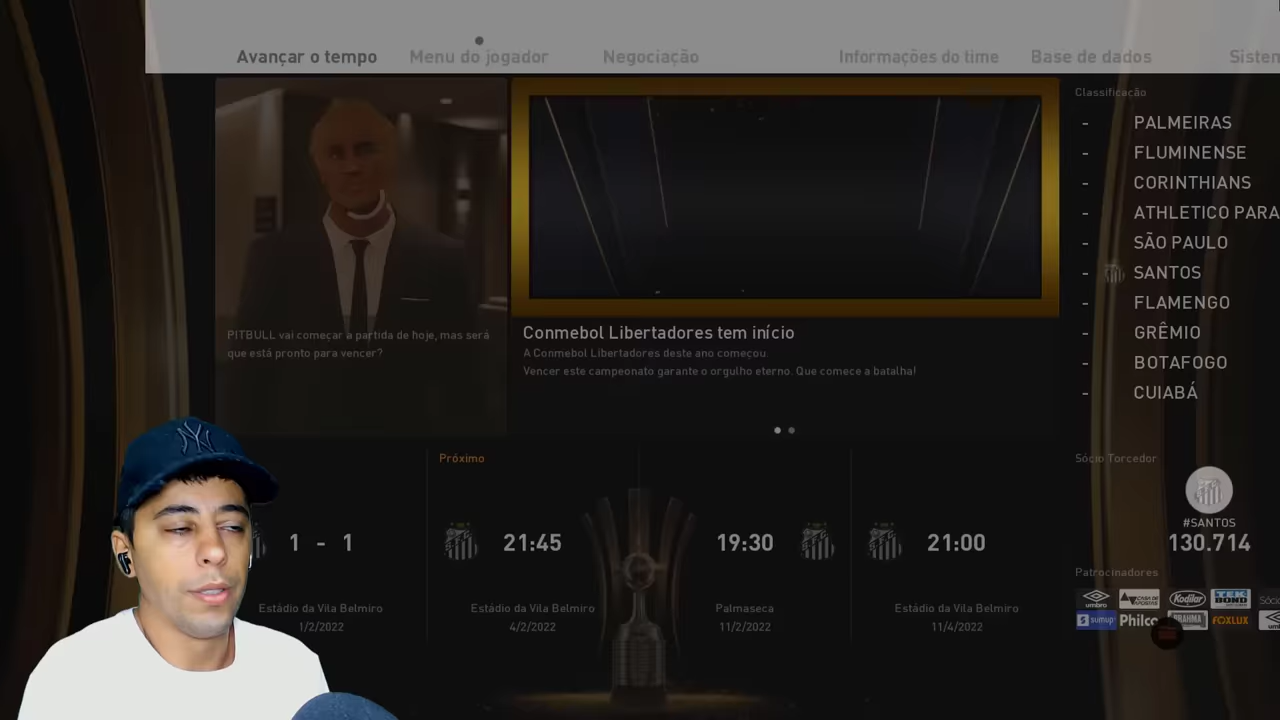 Avançar o tempo
Menu do jogador
Negociação
Informações do time
Base de dados
Sisten
Classificação
- PALMEIRAS
- FLUMINENSE
- CORINTHIANS
- ATHLETICO PARA
- SÃO PAULO
- SANTOS
- FLAMENGO
- GRÊMIO
- BOTAFOGO
- CUIABÁ
PITBULL vai começar a partida de hoje, mas será
que está pronto para vencer?
Conmebol Libertadores tem início
A Conmebol Libertadores deste ano começou.
Vencer este campeonato garante o orgulho eterno. Que comece a batalha!
NY
1 - 1
Estádio da Vila Belmiro
1/2/2022
Próximo
21:45
Estádio da Vila Belmiro
4/2/2022
19:30
Palmaseca
11/2/2022
21:00
Estádio da Vila Belmiro
11/4/2022
Sócio Torcedor
#SANTOS
130.714
Patrocinadores
umbro
Kodilar
TEK BOND
Sóc
sumup
Philco
BRAHMA
FOXLUX